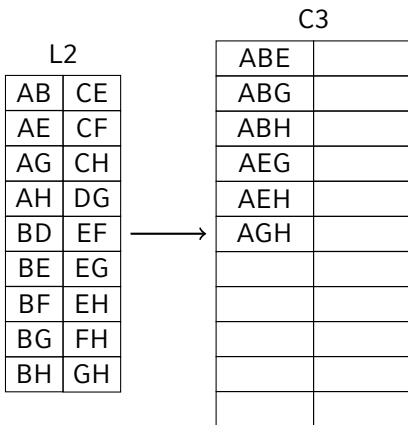 C3
L2
ABE
AB CE
ABG
AE CF
ABH
AG CH
AEG
AH DG
AEH
BD EF
AGH
BE EG
BF EH
BG FH
BH GH